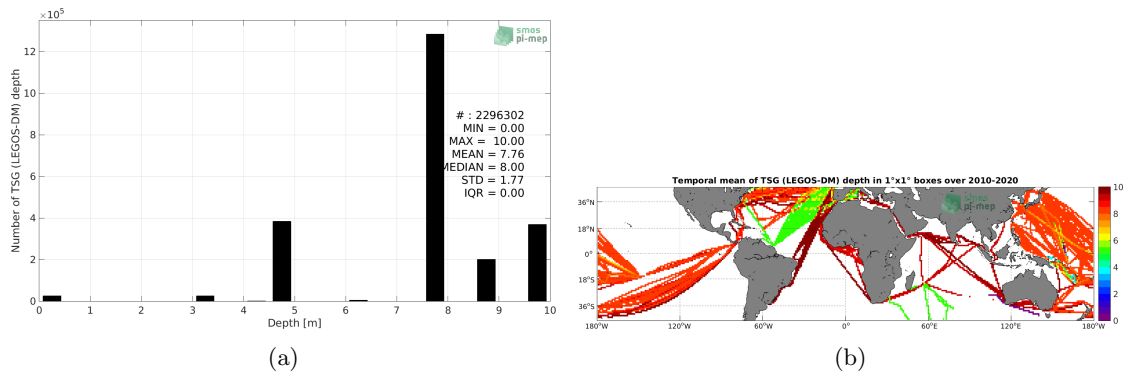 ×10⁵
smos
pi-mep
12
10
8
6
4
2
0
Number of TSG (LEGOS-DM) depth
# : 2296302
MIN = 0.00
MAX = 10.00
MEAN = 7.76
MEDIAN = 8.00
STD = 1.77
IQR = 0.00
0 1 2 3 4 5 6 7 8 9 10
Depth [m]
(a)
Temporal mean of TSG (LEGOS-DM) depth in 1°x1° boxes over 2010-2020
smos
pi-mep
36°N
18°N
0°
18°S
36°S
180°W 120°W 60°W 0° 60°E 120°E 180°W
10
8
6
4
2
0
(b)